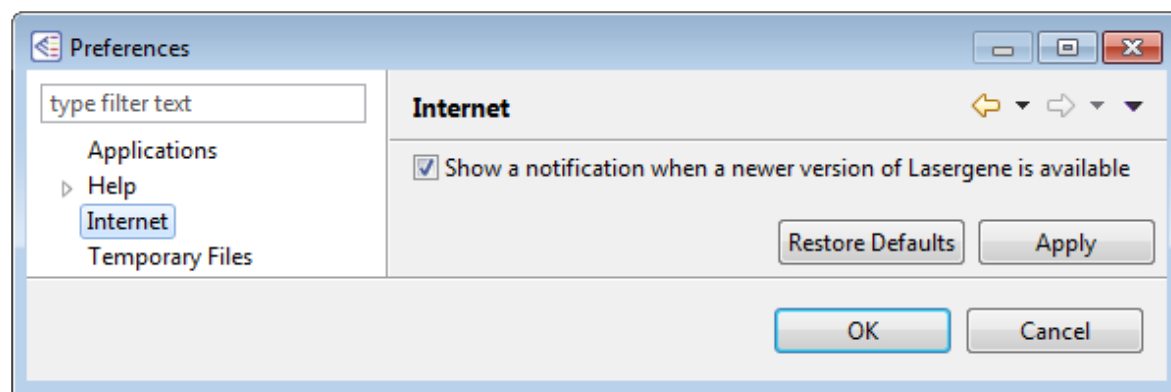 Preferences
type filter text
Applications
Help
Internet
Temporary Files
Internet
Show a notification when a newer version of Lasergene is available
Restore Defaults
Apply
OK
Cancel